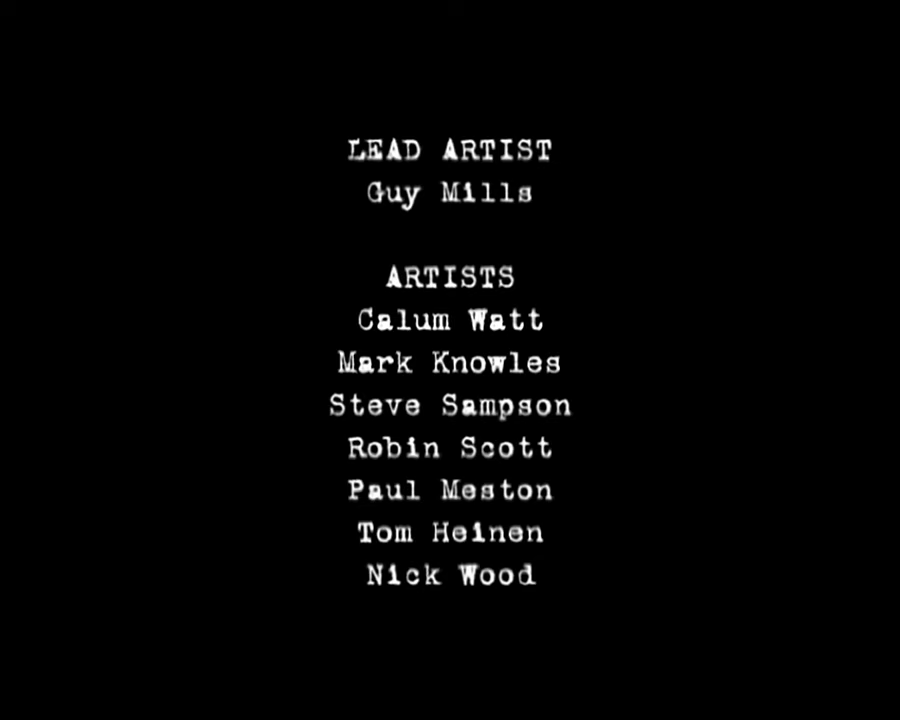 LEAD ARTIST
Guy Mills
ARTISTS
Calum Watt
Mark Knowles
Steve Sampson
Robin Scott
Paul Meston
Tom Heinen
Nick Wood